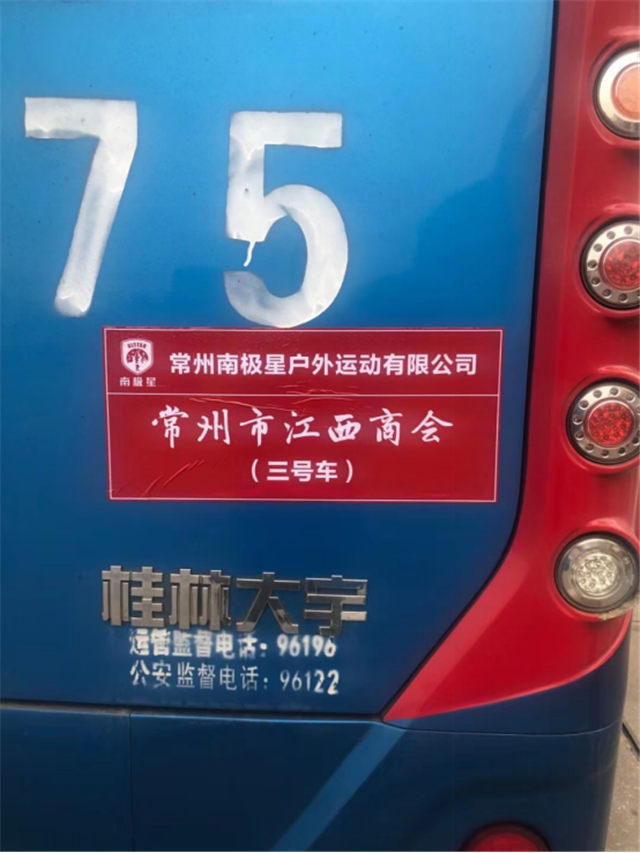 75
南极星
常州南极星户外运动有限公司
常州市江西商会
（三号车）
桂林大宇
运管监督电话：96196
公安监督电话：96122